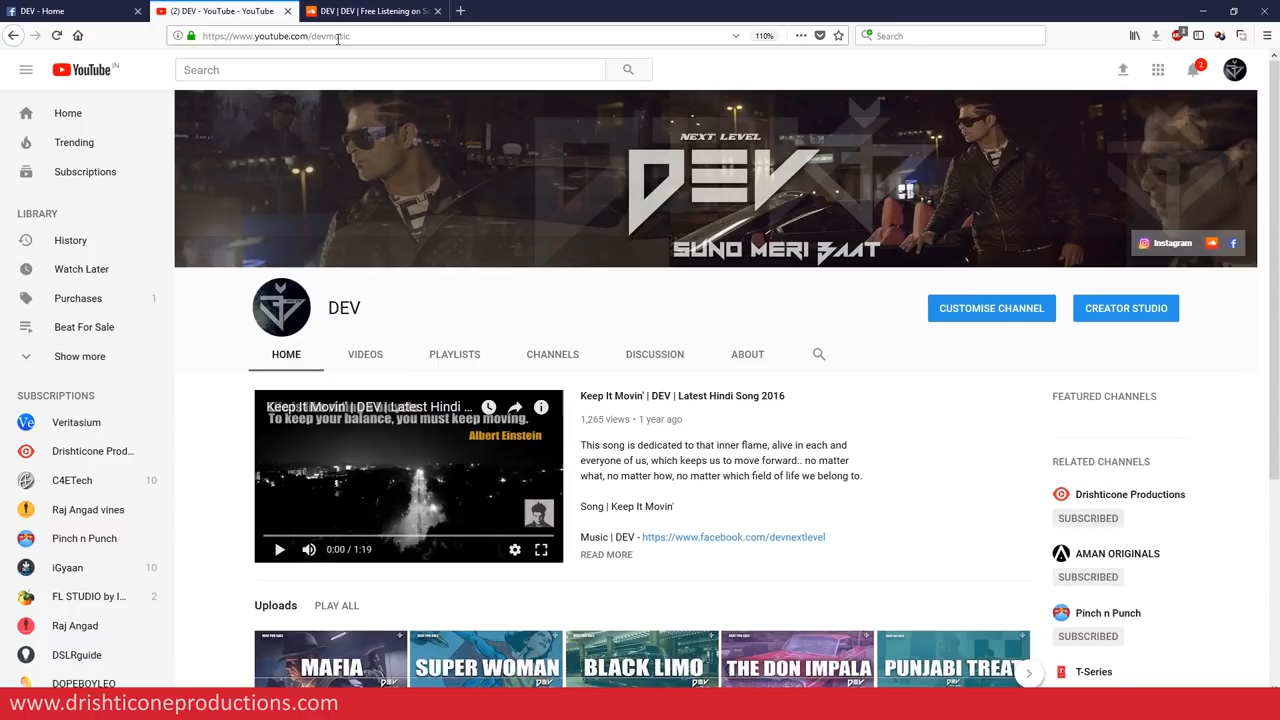 DEV - Home
(2) DEV - YouTube - YouTube
DEV | DEV | Free Listening on S
https://www.youtube.com/devmusic
110%
Search
1
YouTube IN
Search
2
Home
Trending
Subscriptions
LIBRARY
History
Watch Later
Purchases 1
Beat For Sale
Show more
SUBSCRIPTIONS
Veritasium
Drishticone Prod...
C4ETech 10
Raj Angad vines
Pinch n Punch
iGyaan 10
FL STUDIO by I... 2
Raj Angad
DSLRguide
DOPEBOYLEO
NEXT LEVEL
DEV
SUNO MERI BAAT
Instagram
DEV
CUSTOMISE CHANNEL
CREATOR STUDIO
HOME
VIDEOS
PLAYLISTS
CHANNELS
DISCUSSION
ABOUT
Keep It Movin' | DEV | Latest Hindi ...
To keep your balance, you must keep moving.
Albert Einstein
0:00 / 1:19
Keep It Movin' | DEV | Latest Hindi Song 2016
1,265 views • 1 year ago
This song is dedicated to that inner flame, alive in each and
everyone of us, which keeps us to move forward.. no matter
what, no matter how, no matter which field of life we belong to.
Song | Keep It Movin'
Music | DEV - https://www.facebook.com/devnextlevel
READ MORE
FEATURED CHANNELS
RELATED CHANNELS
Drishticone Productions
SUBSCRIBED
AMAN ORIGINALS
SUBSCRIBED
Pinch n Punch
SUBSCRIBED
T-Series
Uploads PLAY ALL
MAFIA
DEV
SUPER WOMAN
DEV
BLACK LIMO
DEV
THE DON IMPALA
DEV
PUNJABI TREAT
DEV
www.drishticoneproductions.com